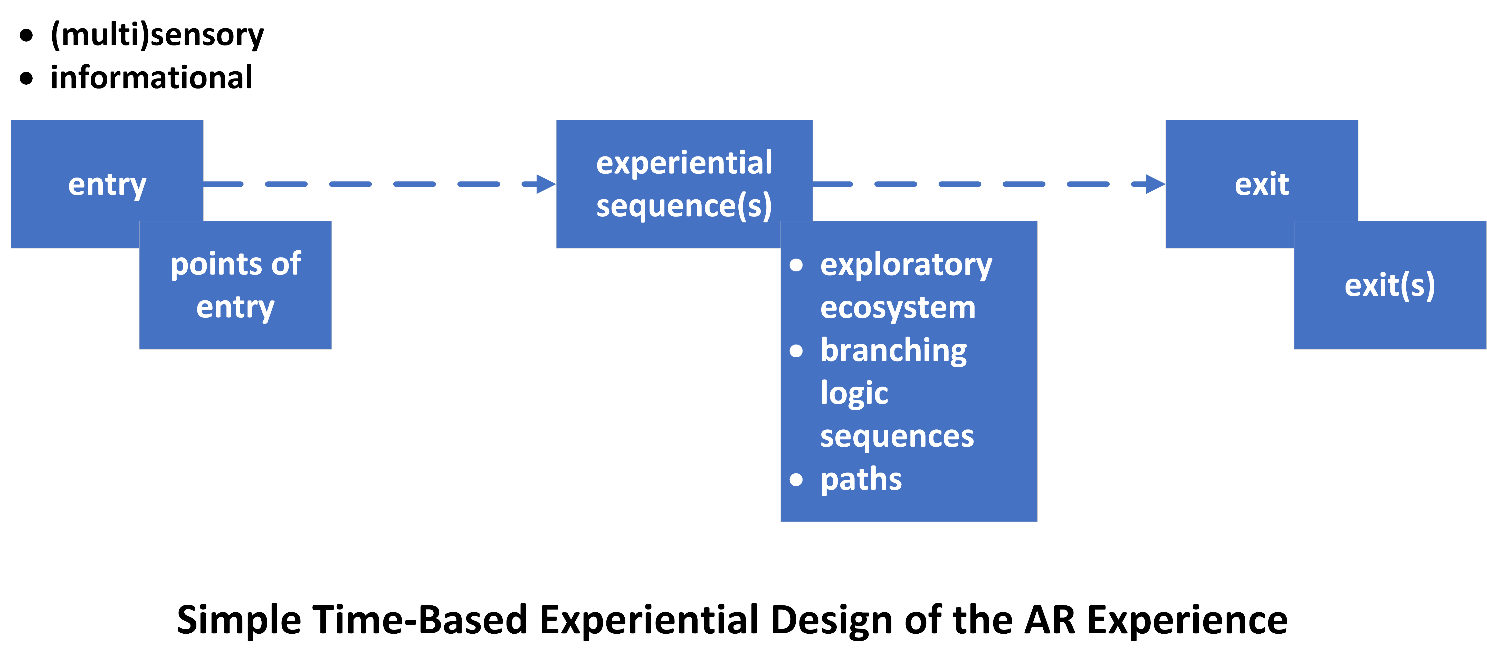 • (multi)sensory
• informational
entry
points of
entry
experiential
sequence(s)
• exploratory
ecosystem
• branching
logic
sequences
• paths
exit
exit(s)
Simple Time-Based Experiential Design of the AR Experience